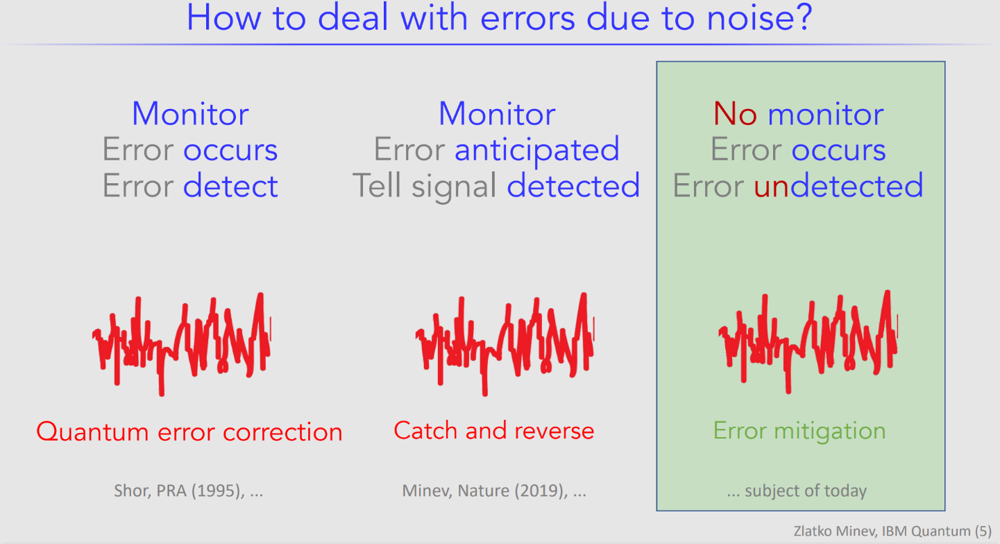 How to deal with errors due to noise?
Monitor
Error occurs
Error detect
Quantum error correction
Shor, PRA (1995), ...
Monitor
Error anticipated
Tell signal detected
Catch and reverse
Minev, Nature (2019), ...
No monitor
Error occurs
Error undetected
Error mitigation
... subject of today
Zlatko Minev, IBM Quantum (5)